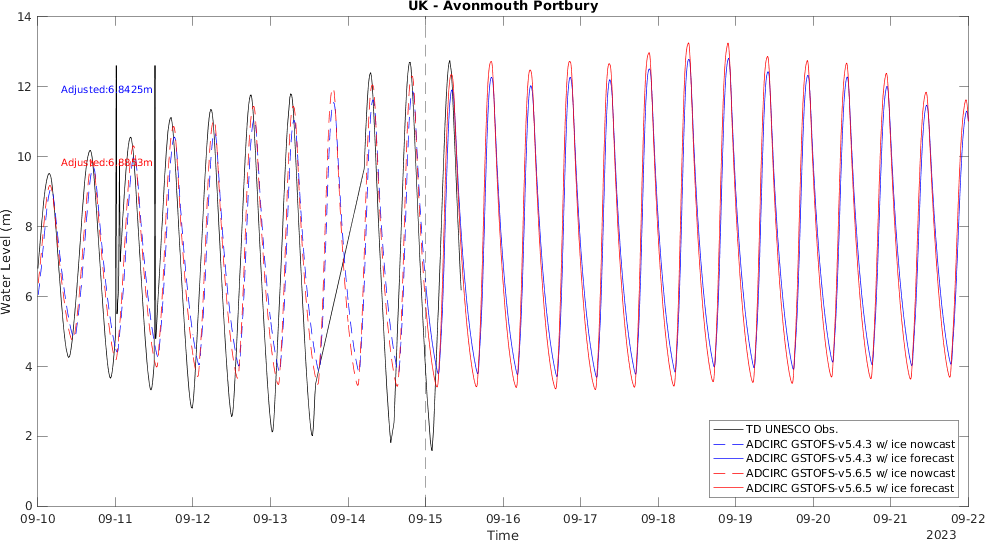 UK - Avonmouth Portbury
14
12
10
8
6
4
2
0
Water Level (m)
Adjusted:6.8425m
09-10
09-11
09-12
09-13
09-14
09-15
09-16
09-17
09-18
09-19
09-20
09-21
09-22
Time
2023
TD UNESCO Obs.
ADCIRC GSTOFS-v5.4.3 w/ ice nowcast
ADCIRC GSTOFS-v5.4.3 w/ ice forecast
ADCIRC GSTOFS-v5.6.5 w/ ice nowcast
ADCIRC GSTOFS-v5.6.5 w/ ice forecast